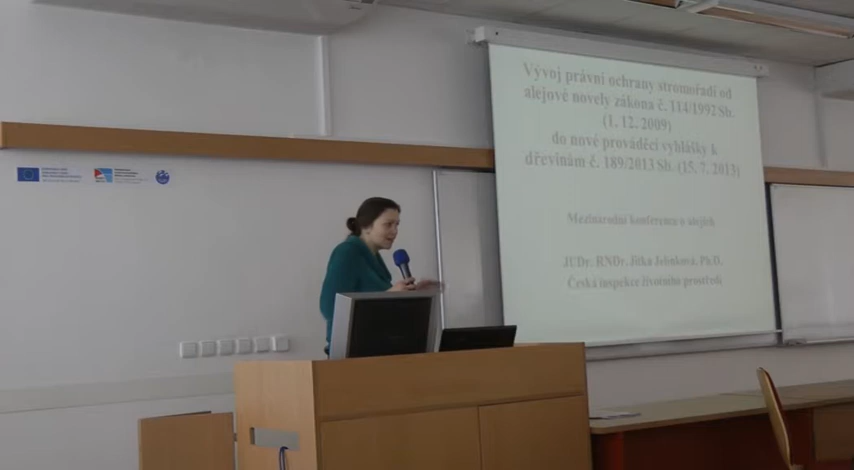 Vývoj právní ochrany stromořadí od
alejové novely zákona č. 114/1992 Sb.
(1. 12. 2009)
do nové prováděcí vyhlášky k
dřevinám č. 189/2013 Sb. (15. 7. 2013)
Mezinárodní konference o alejích
JUDr. RNDr. Jitka Jelínková, Ph.D.
Česká inspekce životního prostředí